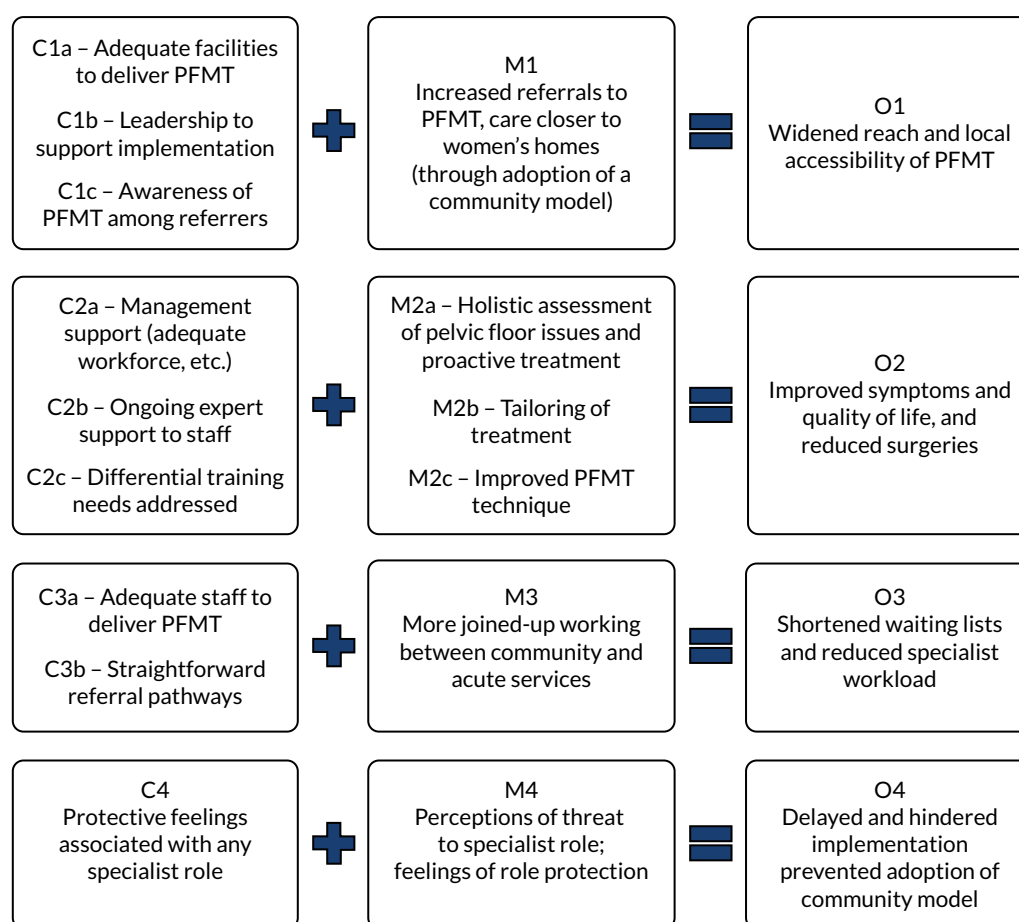 C1a – Adequate facilities
to deliver PFMT
C1b – Leadership to
support implementation
C1c – Awareness of
PFMT among referrers
M1
Increased referrals to
PFMT, care closer to
women’s homes
(through adoption of a
community model)
O1
Widened reach and local
accessibility of PFMT
C2a – Management
support (adequate
workforce, etc.)
C2b – Ongoing expert
support to staff
C2c – Differential training
needs addressed
M2a – Holistic assessment
of pelvic floor issues and
proactive treatment
M2b – Tailoring of
treatment
M2c – Improved PFMT
technique
O2
Improved symptoms and
quality of life, and
reduced surgeries
C3a – Adequate staff to
deliver PFMT
C3b – Straightforward
referral pathways
M3
More joined-up working
between community and
acute services
O3
Shortened waiting lists
and reduced specialist
workload
C4
Protective feelings
associated with any
specialist role
M4
Perceptions of threat
to specialist role;
feelings of role protection
O4
Delayed and hindered
implementation
prevented adoption of
community model